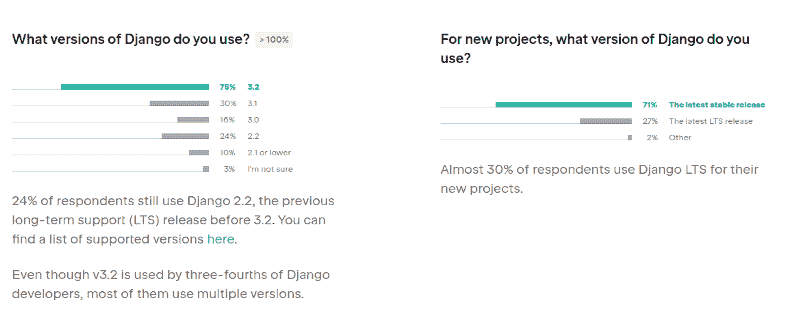 What versions of Django do you use? > 100%
75% 3.2
30% 3.1
16% 3.0
24% 2.2
10% 2.1 or lower
3% I'm not sure
24% of respondents still use Django 2.2, the previous
long-term support (LTS) release before 3.2. You can
find a list of supported versions here.
Even though v3.2 is used by three-fourths of Django
developers, most of them use multiple versions.
For new projects, what version of Django do you
use?
71% The latest stable release
27% The latest LTS release
2% Other
Almost 30% of respondents use Django LTS for their
new projects.